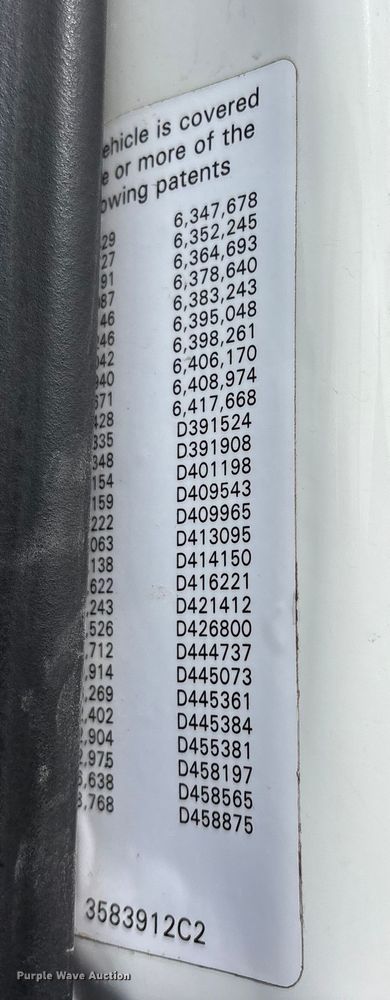 ehicle is covered
e or more of the
owing patents
29 6,347,678
27 6,352,245
91 6,364,693
87 6,378,640
46 6,383,243
46 6,395,048
42 6,398,261
40 6,406,170
71 6,408,974
428 6,417,668
335 D391524
348 D391908
154 D401198
159 D409543
222 D409965
063 D413095
138 D414150
,622 D416221
,243 D421412
,526 D426800
,712 D444737
,914 D445073
,269 D445361
,402 D445384
,904 D455381
,975 D458197
,638 D458565
,768 D458875
3583912C2
Purple Wave Auction